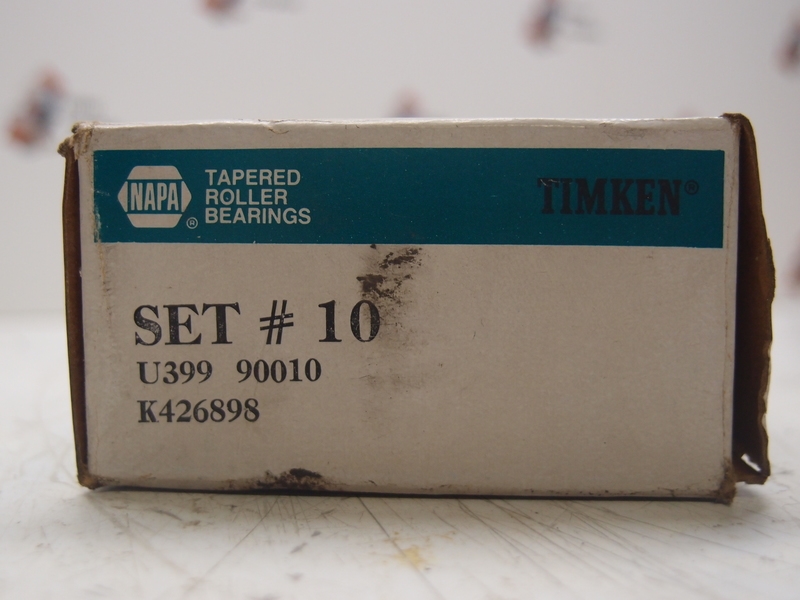 NAPA®
TAPERED
ROLLER
BEARINGS
TIMKEN®
SET # 10
U399 90010
K426898